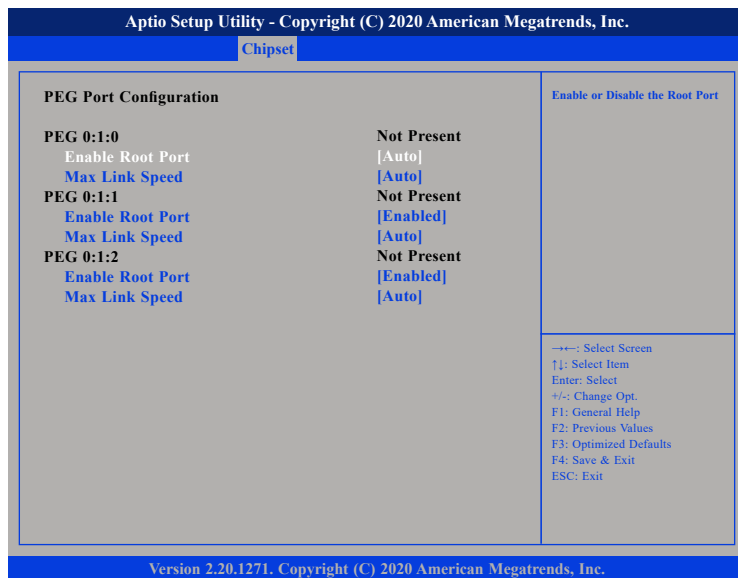 Aptio Setup Utility - Copyright (C) 2020 American Megatrends, Inc.
Chipset
PEG Port Configuration
PEG 0:1:0 Not Present
Enable Root Port [Auto]
Max Link Speed [Auto]
PEG 0:1:1 Not Present
Enable Root Port [Enabled]
Max Link Speed [Auto]
PEG 0:1:2 Not Present
Enable Root Port [Enabled]
Max Link Speed [Auto]
Enable or Disable the Root Port
→←: Select Screen
↑↓: Select Item
Enter: Select
+/-: Change Opt.
F1: General Help
F2: Previous Values
F3: Optimized Defaults
F4: Save & Exit
ESC: Exit
Version 2.20.1271. Copyright (C) 2020 American Megatrends, Inc.